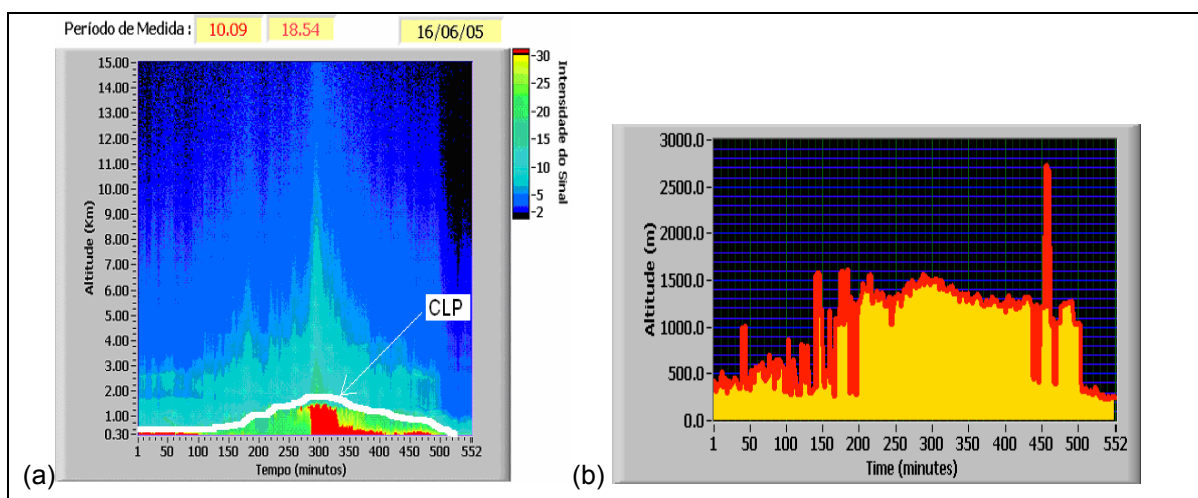 Período de Medida : 10.09 18.54 16/06/05
15.00
14.00
13.00
12.00
11.00
10.00
9.00
8.00
7.00
6.00
5.00
4.00
3.00
2.00
1.00
0.30
Altitude (Km)
CLP
1 50 100 150 200 250 300 350 400 450 500 552
Tempo (minutos)
30
25
20
15
10
5
2
Intensidade do Sinal
(a)
3000.0
2500.0
2000.0
1500.0
1000.0
500.0
0.0
Altitude (m)
1 50 100 150 200 250 300 350 400 450 500 552
Time (minutes)
(b)